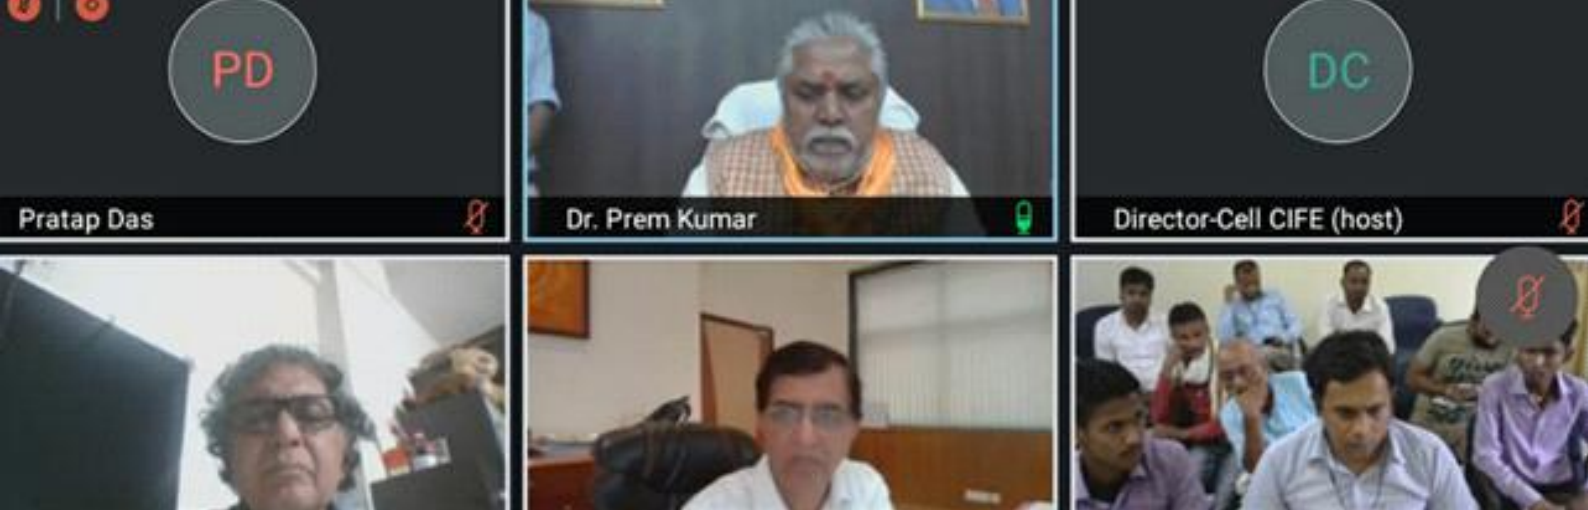 PD
DC
Pratap Das
Dr. Prem Kumar
Director-Cell CIFE (host)